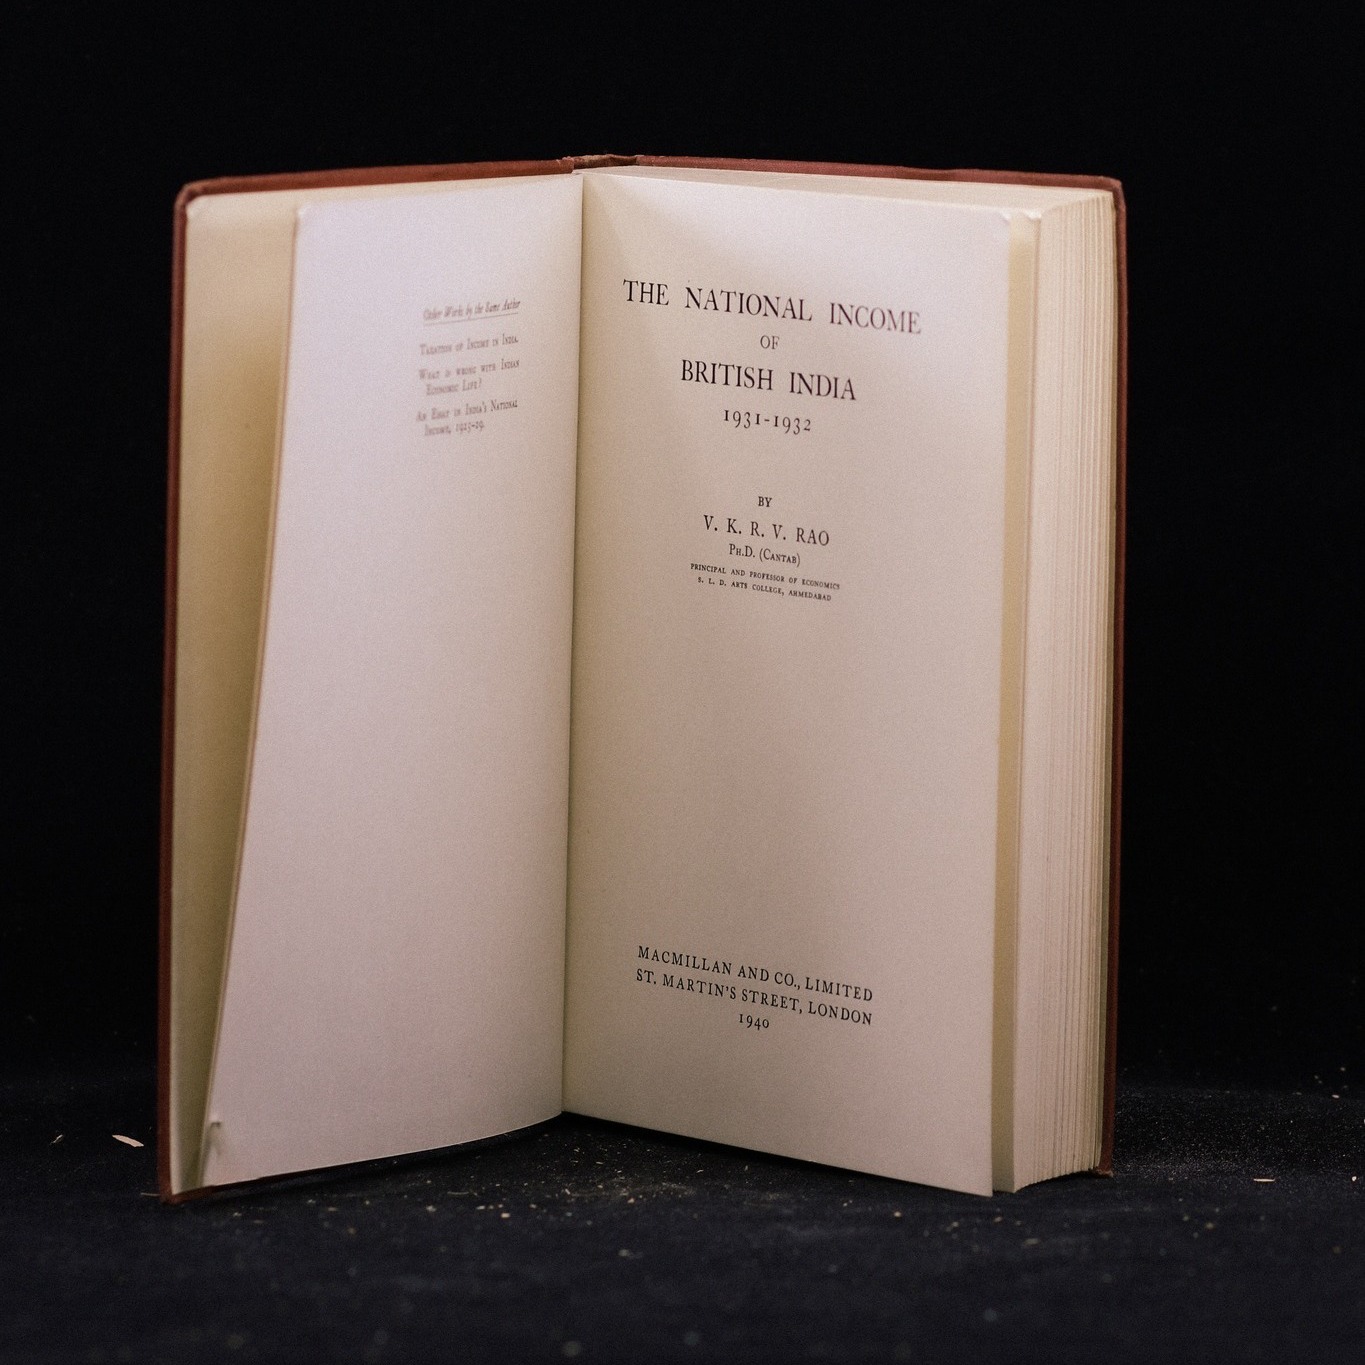 Other Works by the Same Author
Taxation of Income in India.
What is wrong with Indian
Economic Life?
An Essay in India's National
Income, 1925-29.
THE NATIONAL INCOME
OF
BRITISH INDIA
1931-1932
BY
V. K. R. V. RAO
Ph.D. (Cantab)
PRINCIPAL AND PROFESSOR OF ECONOMICS
S. L. D. ARTS COLLEGE, AHMEDABAD
MACMILLAN AND CO., LIMITED
ST. MARTIN'S STREET, LONDON
1940